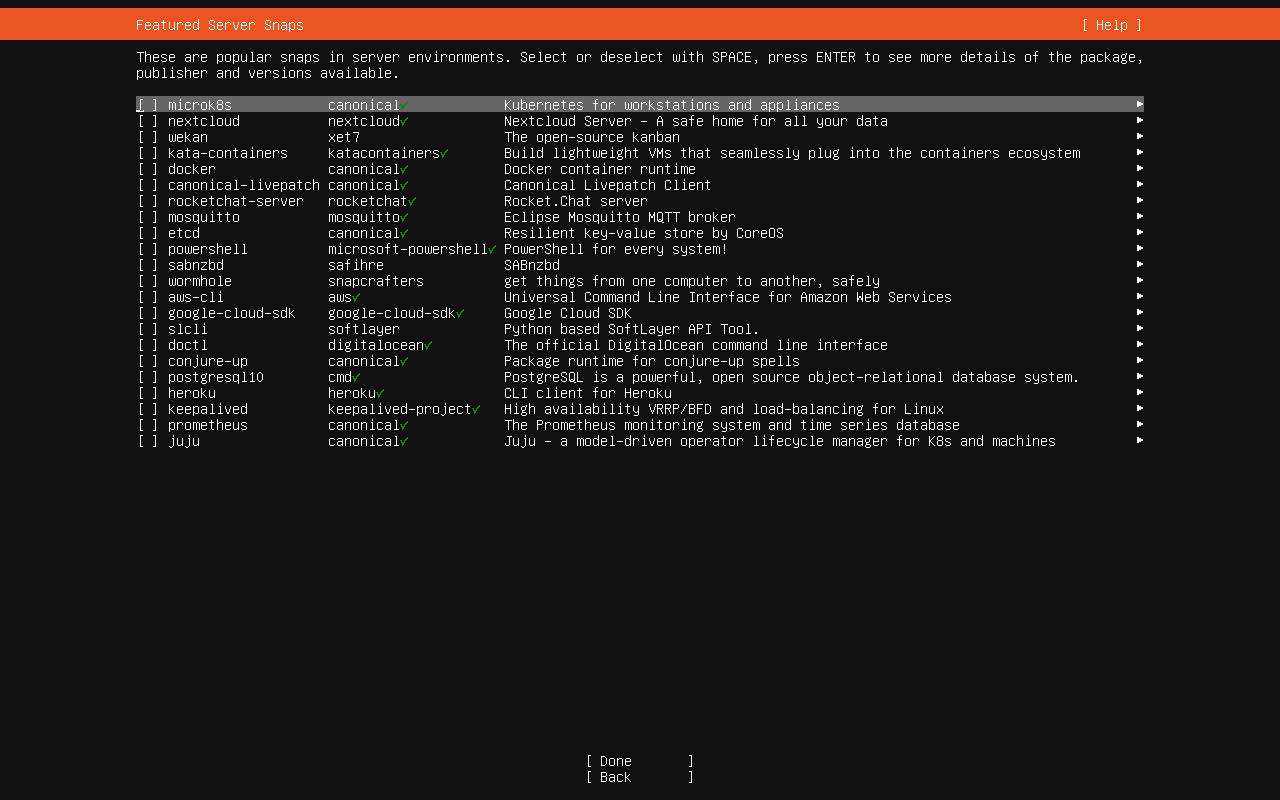 Featured Server Snaps [ Help ]
These are popular snaps in server environments. Select or deselect with SPACE, press ENTER to see more details of the package,
publisher and versions available.
[ ] microk8s canonical✓ Kubernetes for workstations and appliances ▸
[ ] nextcloud nextcloud✓ Nextcloud Server - A safe home for all your data ▸
[ ] wekan xet7 The open-source kanban ▸
[ ] kata-containers katacontainers✓ Build lightweight VMs that seamlessly plug into the containers ecosystem ▸
[ ] docker canonical✓ Docker container runtime ▸
[ ] canonical-livepatch canonical✓ Canonical Livepatch Client ▸
[ ] rocketchat-server rocketchat✓ Rocket.Chat server ▸
[ ] mosquitto mosquitto✓ Eclipse Mosquitto MQTT broker ▸
[ ] etcd canonical✓ Resilient key-value store by CoreOS ▸
[ ] powershell microsoft-powershell✓ PowerShell for every system! ▸
[ ] sabnzbd safihre SABnzbd ▸
[ ] wormhole snapcrafters get things from one computer to another, safely ▸
[ ] aws-cli aws✓ Universal Command Line Interface for Amazon Web Services ▸
[ ] google-cloud-sdk google-cloud-sdk✓ Google Cloud SDK ▸
[ ] slcli softlayer Python based SoftLayer API Tool. ▸
[ ] doctl digitalocean✓ The official DigitalOcean command line interface ▸
[ ] conjure-up canonical✓ Package runtime for conjure-up spells ▸
[ ] postgresql10 cmd✓ PostgreSQL is a powerful, open source object-relational database system. ▸
[ ] heroku heroku✓ CLI client for Heroku ▸
[ ] keepalived keepalived-project✓ High availability VRRP/BFD and load-balancing for Linux ▸
[ ] prometheus canonical✓ The Prometheus monitoring system and time series database ▸
[ ] juju canonical✓ Juju - a model-driven operator lifecycle manager for K8s and machines ▸
[ Done ]
[ Back ]